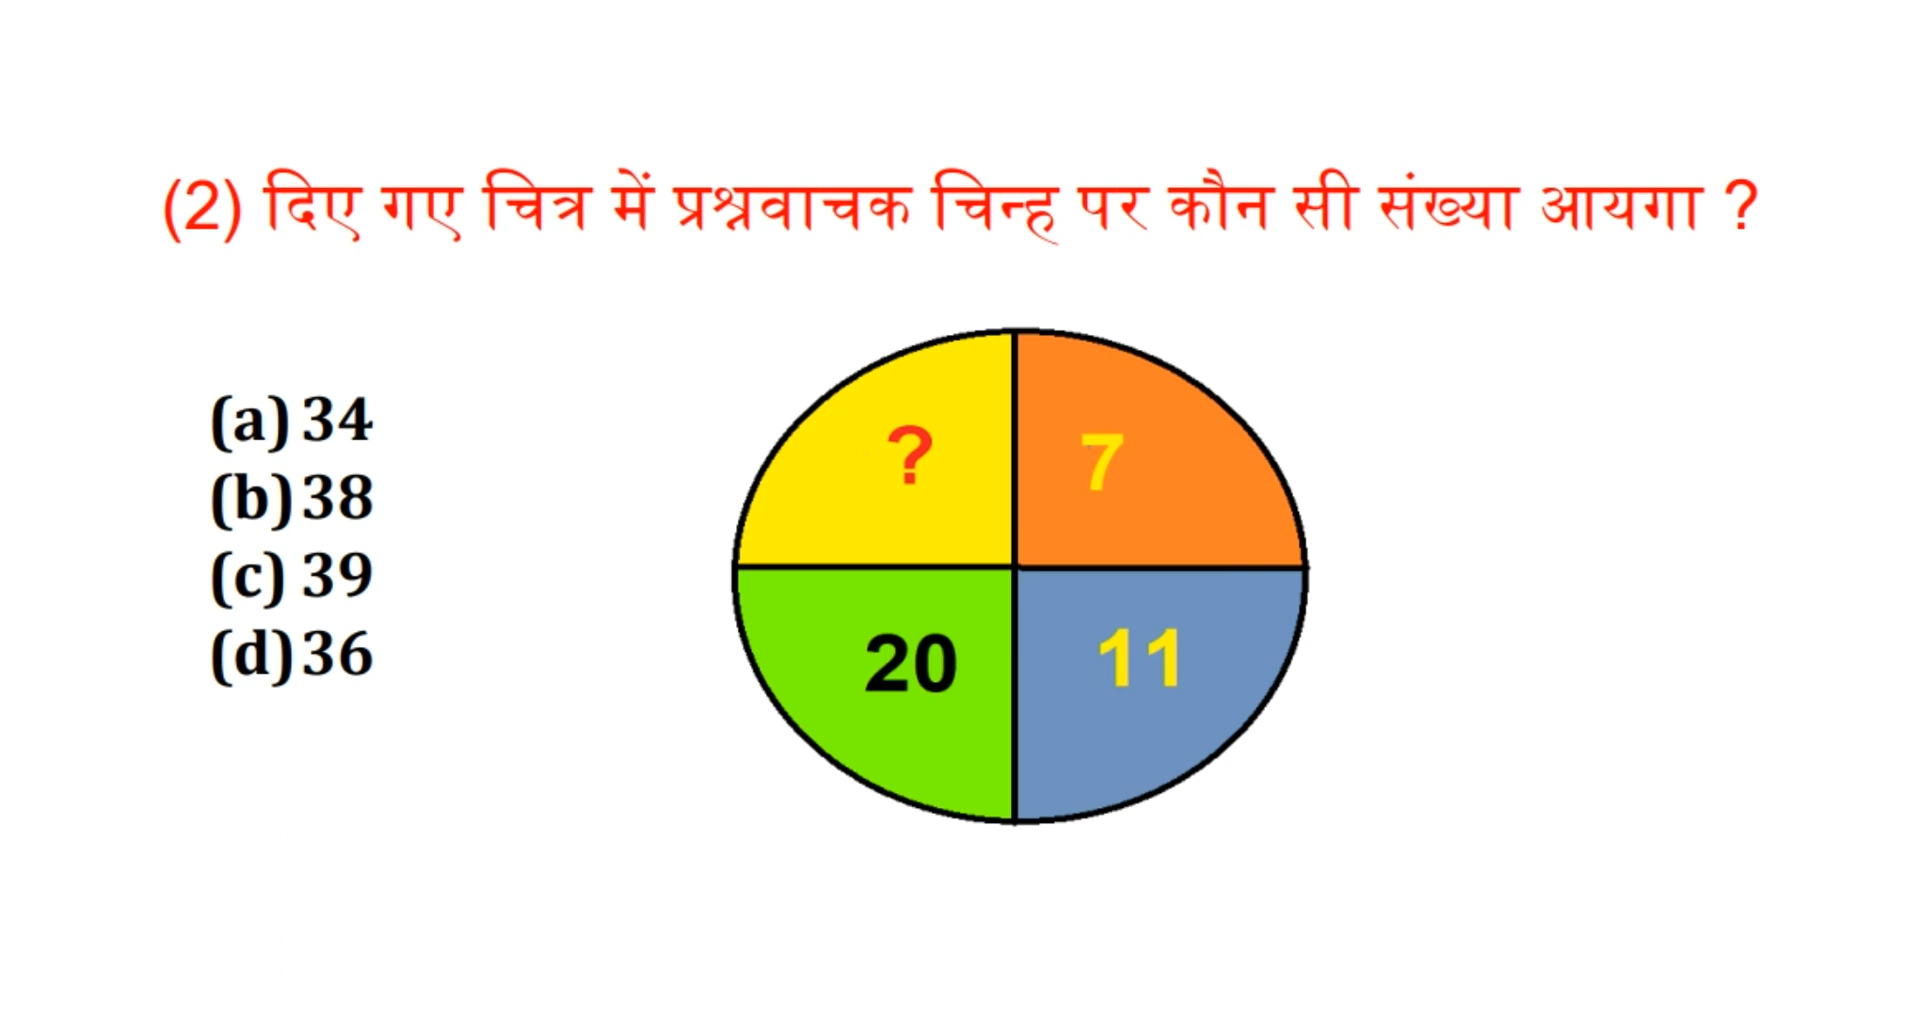 (2) दिए गए चित्र में प्रश्नवाचक चिन्ह पर कौन सी संख्या आयगा ?
(a) 34
(b) 38
(c) 39
(d) 36
? 7
20 11